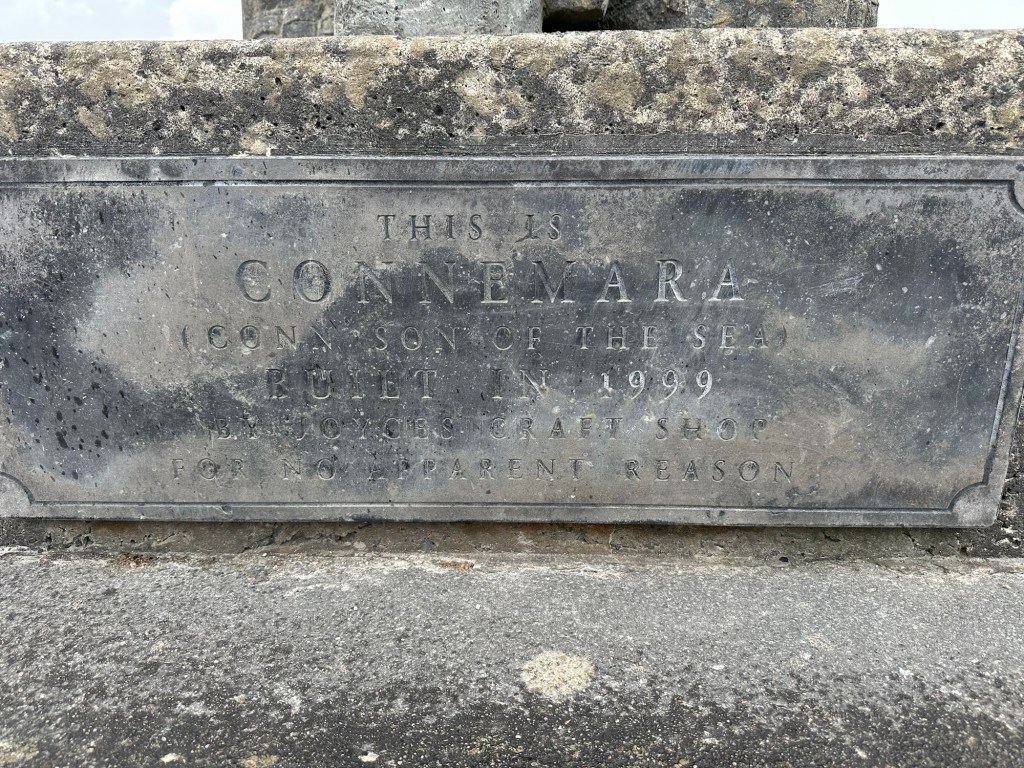 THIS IS
CONNEMARA
(CONN SON OF THE SEA)
BUILT IN 1999
BY JOYCES CRAFT SHOP
FOR NO APPARENT REASON